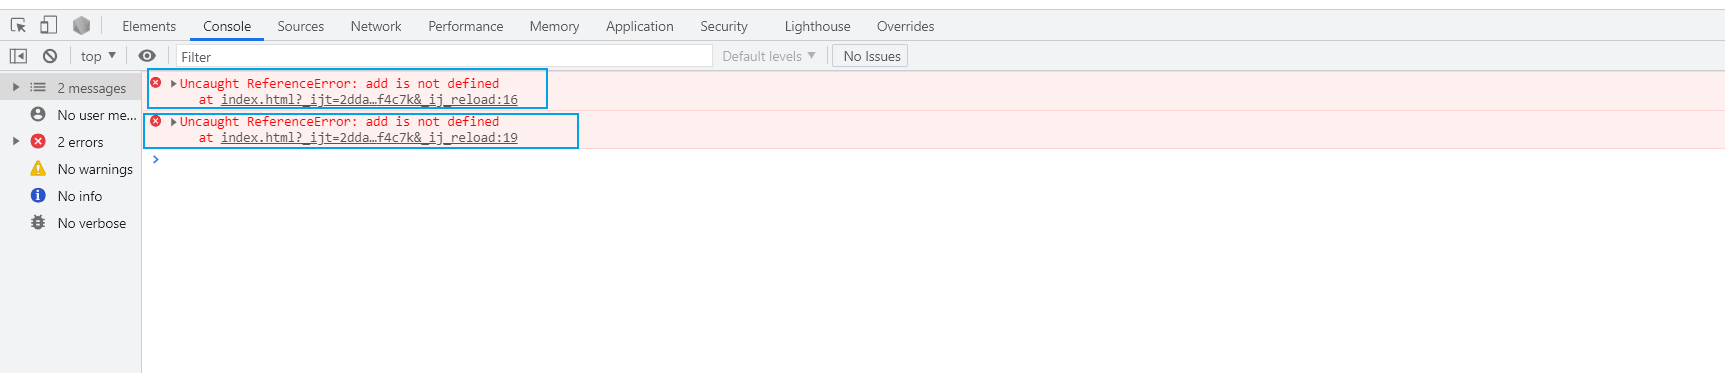 Elements Console Sources Network Performance Memory Application Security Lighthouse Overrides
top Filter Default levels No Issues
2 messages
No user me...
2 errors
No warnings
No info
No verbose
Uncaught ReferenceError: add is not defined
at index.html?_ijt=2dda…f4c7k&_ij_reload:16
Uncaught ReferenceError: add is not defined
at index.html?_ijt=2dda…f4c7k&_ij_reload:19